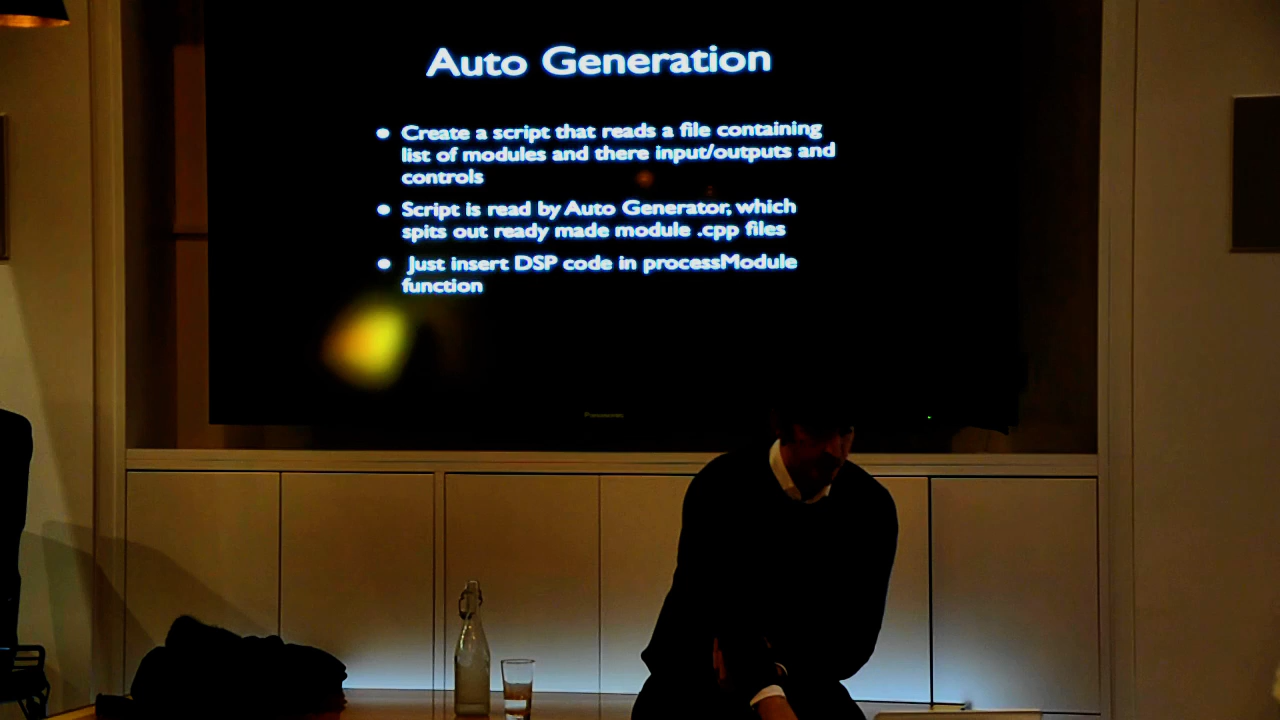 Auto Generation
• Create a script that reads a file containing
list of modules and there input/outputs and
controls
• Script is read by Auto Generator, which
spits out ready made module .cpp files
• Just insert DSP code in processModule
function
Panasonic